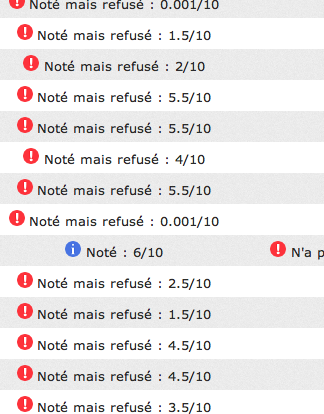 Noté mais refusé : 0.001/10
Noté mais refusé : 1.5/10
Noté mais refusé : 2/10
Noté mais refusé : 5.5/10
Noté mais refusé : 5.5/10
Noté mais refusé : 4/10
Noté mais refusé : 5.5/10
Noté mais refusé : 0.001/10
Noté : 6/10 N'a p
Noté mais refusé : 2.5/10
Noté mais refusé : 1.5/10
Noté mais refusé : 4.5/10
Noté mais refusé : 4.5/10
Noté mais refusé : 3.5/10